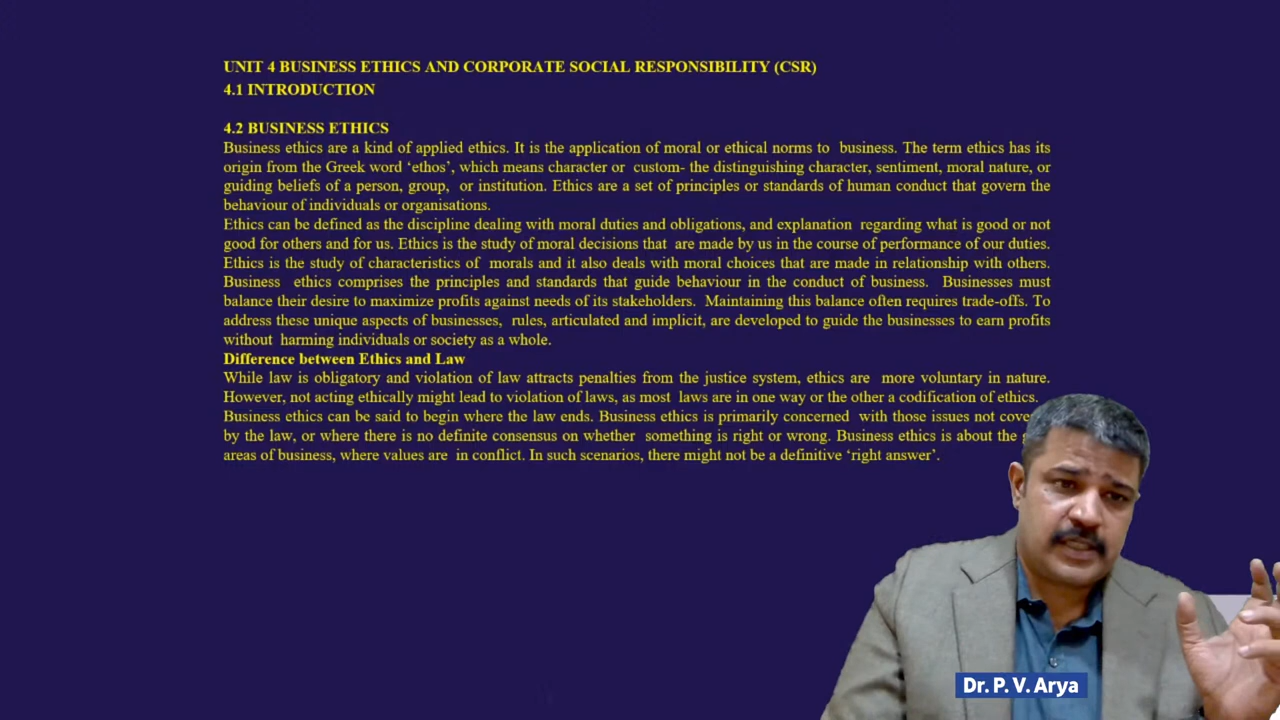 UNIT 4 BUSINESS ETHICS AND CORPORATE SOCIAL RESPONSIBILITY (CSR)
4.1 INTRODUCTION
4.2 BUSINESS ETHICS
Business ethics are a kind of applied ethics. It is the application of moral or ethical norms to business. The term ethics has its
origin from the Greek word ‘ethos’, which means character or custom- the distinguishing character, sentiment, moral nature, or
guiding beliefs of a person, group, or institution. Ethics are a set of principles or standards of human conduct that govern the
behaviour of individuals or organisations.
Ethics can be defined as the discipline dealing with moral duties and obligations, and explanation regarding what is good or not
good for others and for us. Ethics is the study of moral decisions that are made by us in the course of performance of our duties.
Ethics is the study of characteristics of morals and it also deals with moral choices that are made in relationship with others.
Business ethics comprises the principles and standards that guide behaviour in the conduct of business. Businesses must
balance their desire to maximize profits against needs of its stakeholders. Maintaining this balance often requires trade-offs. To
address these unique aspects of businesses, rules, articulated and implicit, are developed to guide the businesses to earn profits
without harming individuals or society as a whole.
Difference between Ethics and Law
While law is obligatory and violation of law attracts penalties from the justice system, ethics are more voluntary in nature.
However, not acting ethically might lead to violation of laws, as most laws are in one way or the other a codification of ethics.
Business ethics can be said to begin where the law ends. Business ethics is primarily concerned with those issues not
by the law, or where there is no definite consensus on whether something is right or wrong. Business ethics is about the
areas of business, where values are in conflict. In such scenarios, there might not be a definitive ‘right answer’.
Dr. P. V. Arya